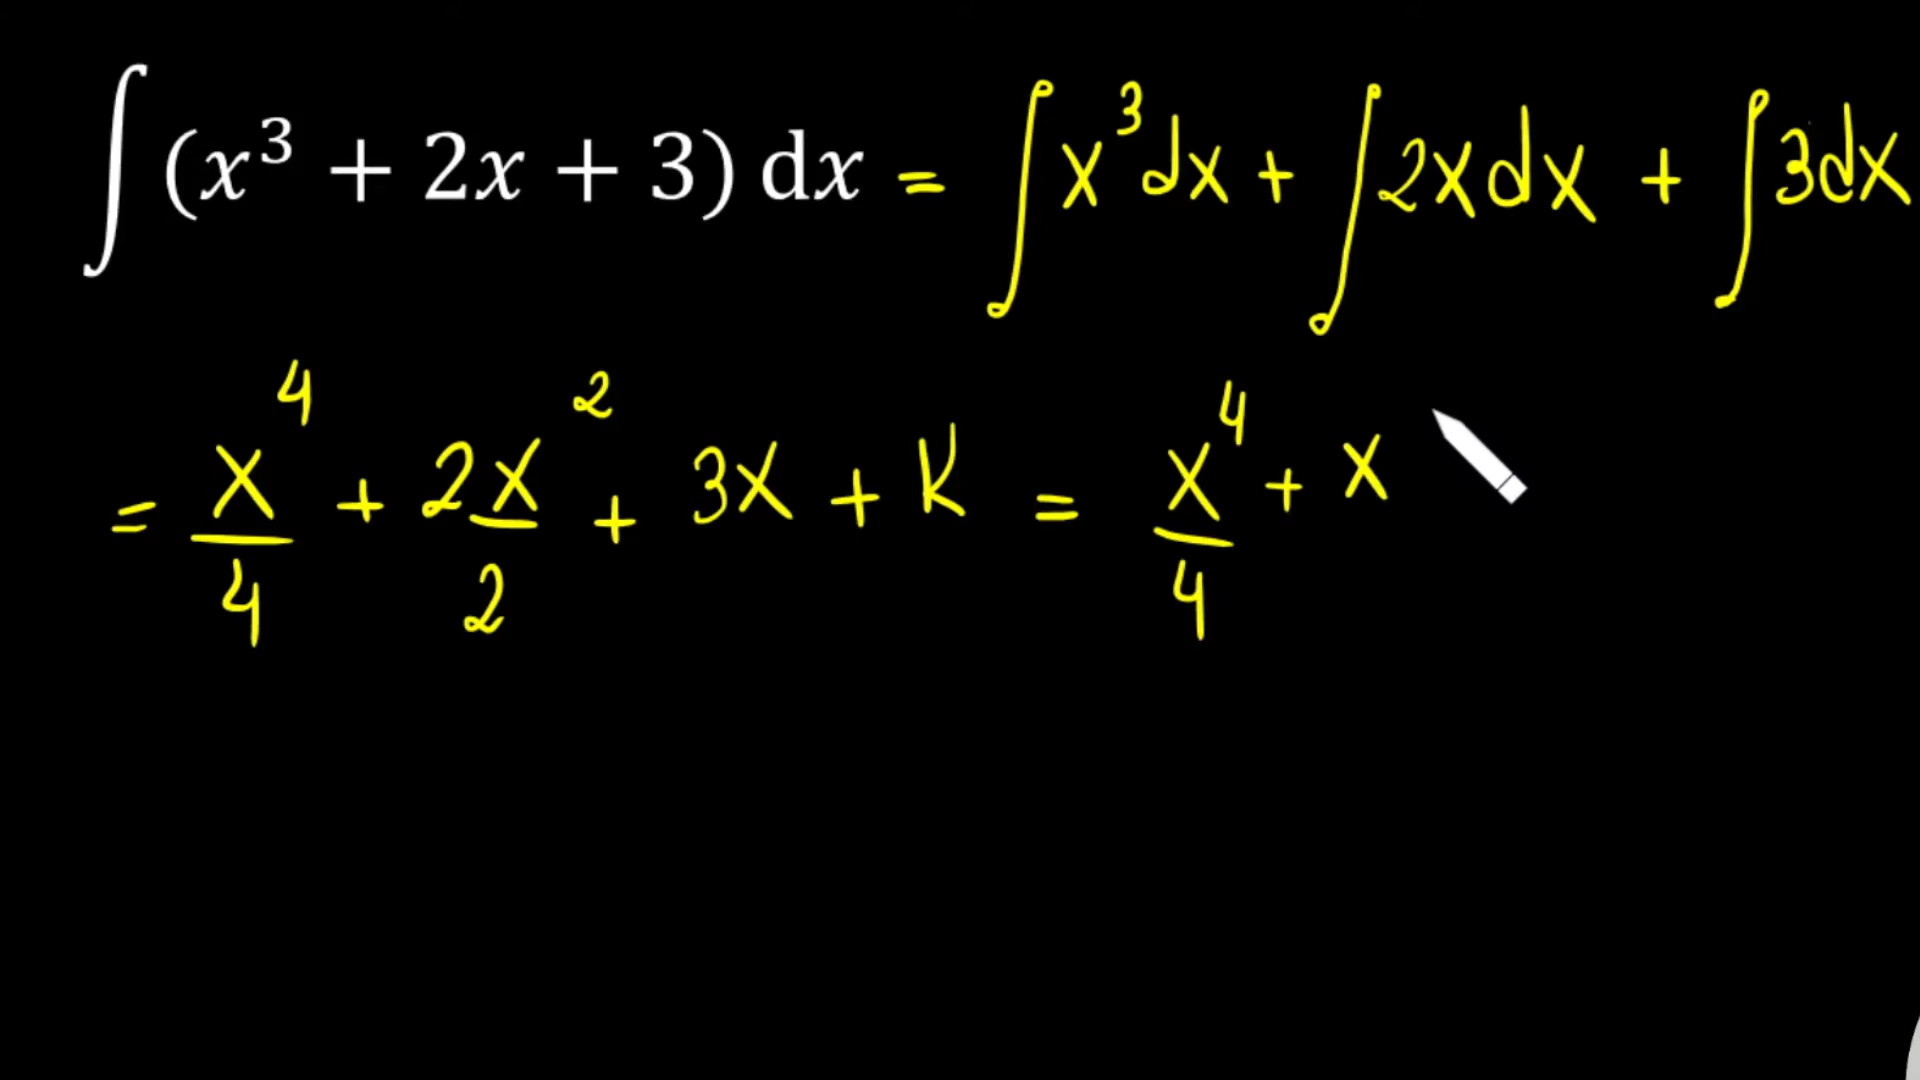 ∫(x³ + 2x + 3) dx = ∫x³dx + ∫2xdx + ∫3dx
= x⁴/4 + 2x²/2 + 3x + K = x⁴/4 + x